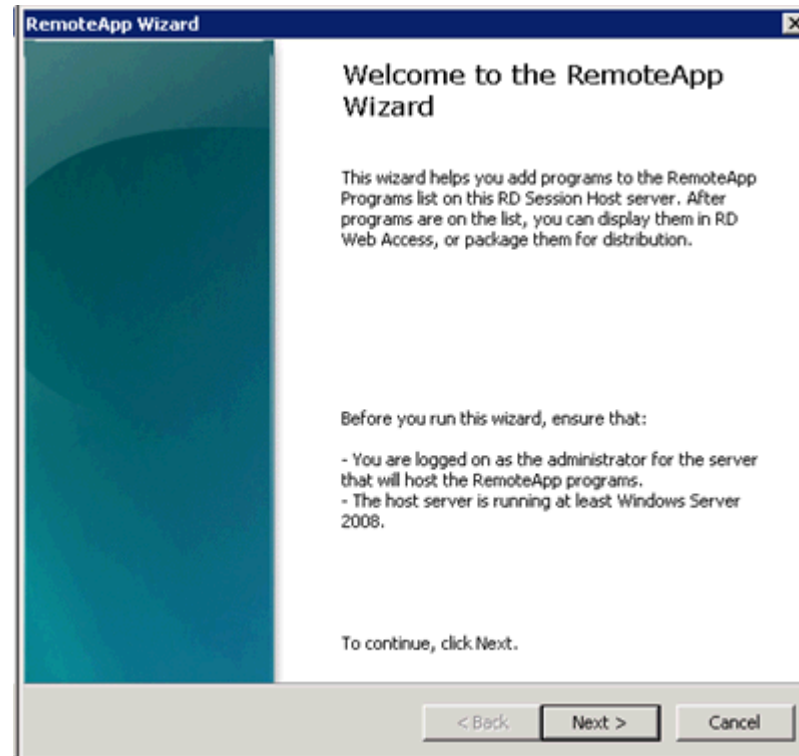 RemoteApp Wizard
Welcome to the RemoteApp
Wizard
This wizard helps you add programs to the RemoteApp
Programs list on this RD Session Host server. After
programs are on the list, you can display them in RD
Web Access, or package them for distribution.
Before you run this wizard, ensure that:
- You are logged on as the administrator for the server
that will host the RemoteApp programs.
- The host server is running at least Windows Server
2008.
To continue, click Next.
< Back Next > Cancel